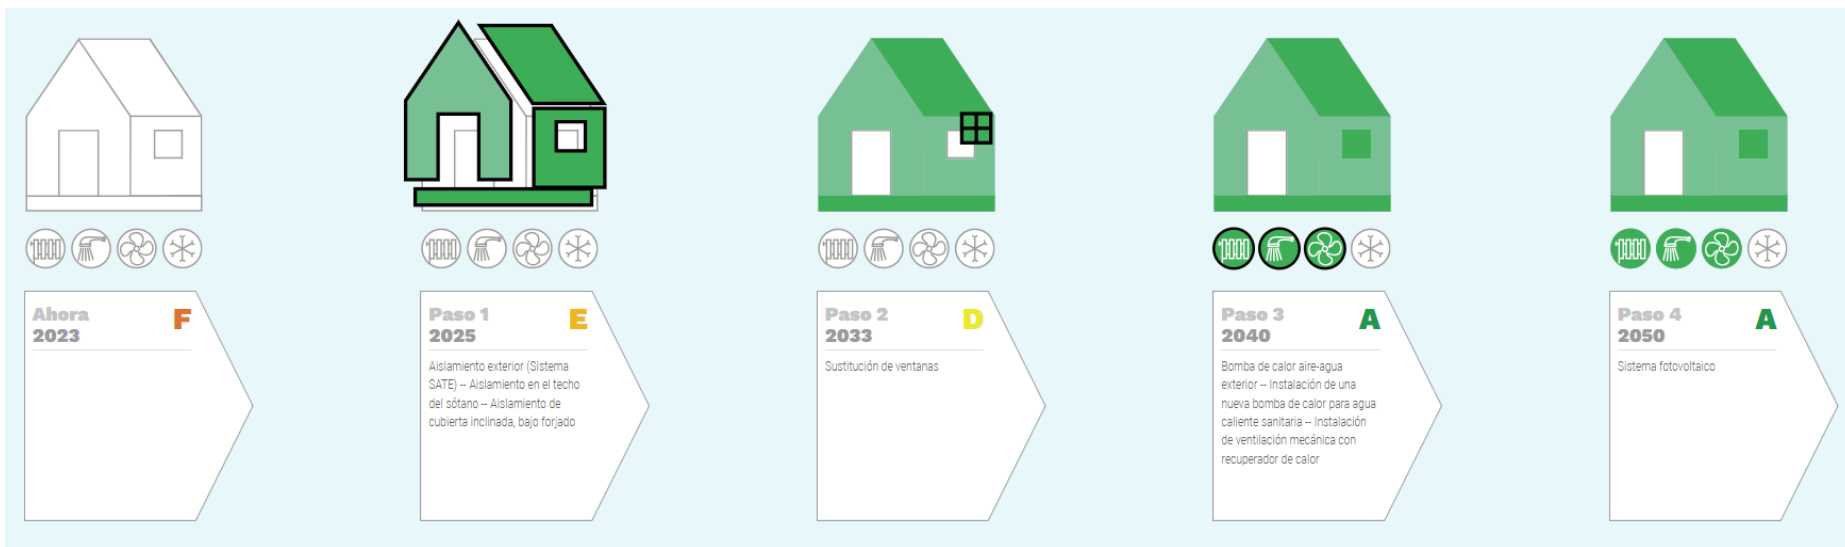 Ahora
2023
F
Paso 1
2025
E
Aislamiento exterior (Sistema
SATE) -- Aislamiento en el techo
del sótano -- Aislamiento de
cubierta inclinada, bajo forjado
Paso 2
2033
D
Sustitución de ventanas
Paso 3
2040
A
Bomba de calor aire-agua
exterior -- Instalación de una
nueva bomba de calor para agua
caliente sanitaria -- Instalación
de ventilación mecánica con
recuperador de calor
Paso 4
2050
A
Sistema fotovoltaico